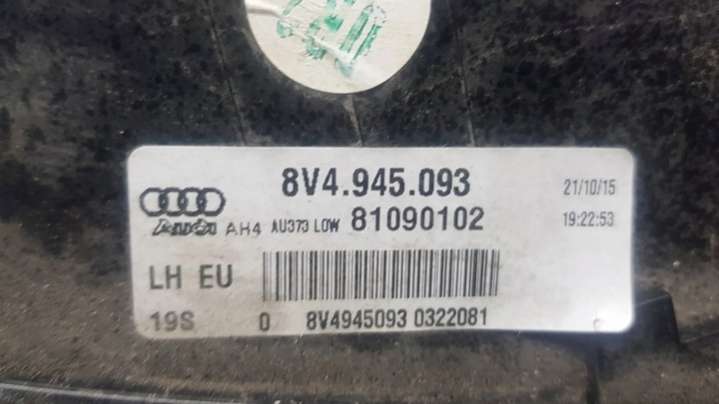 8V4.945.093
21/10/15
Audi AH4 AU373 LOW 81090102
19:22:53
LH EU
19S 0 8V4945093 0322081